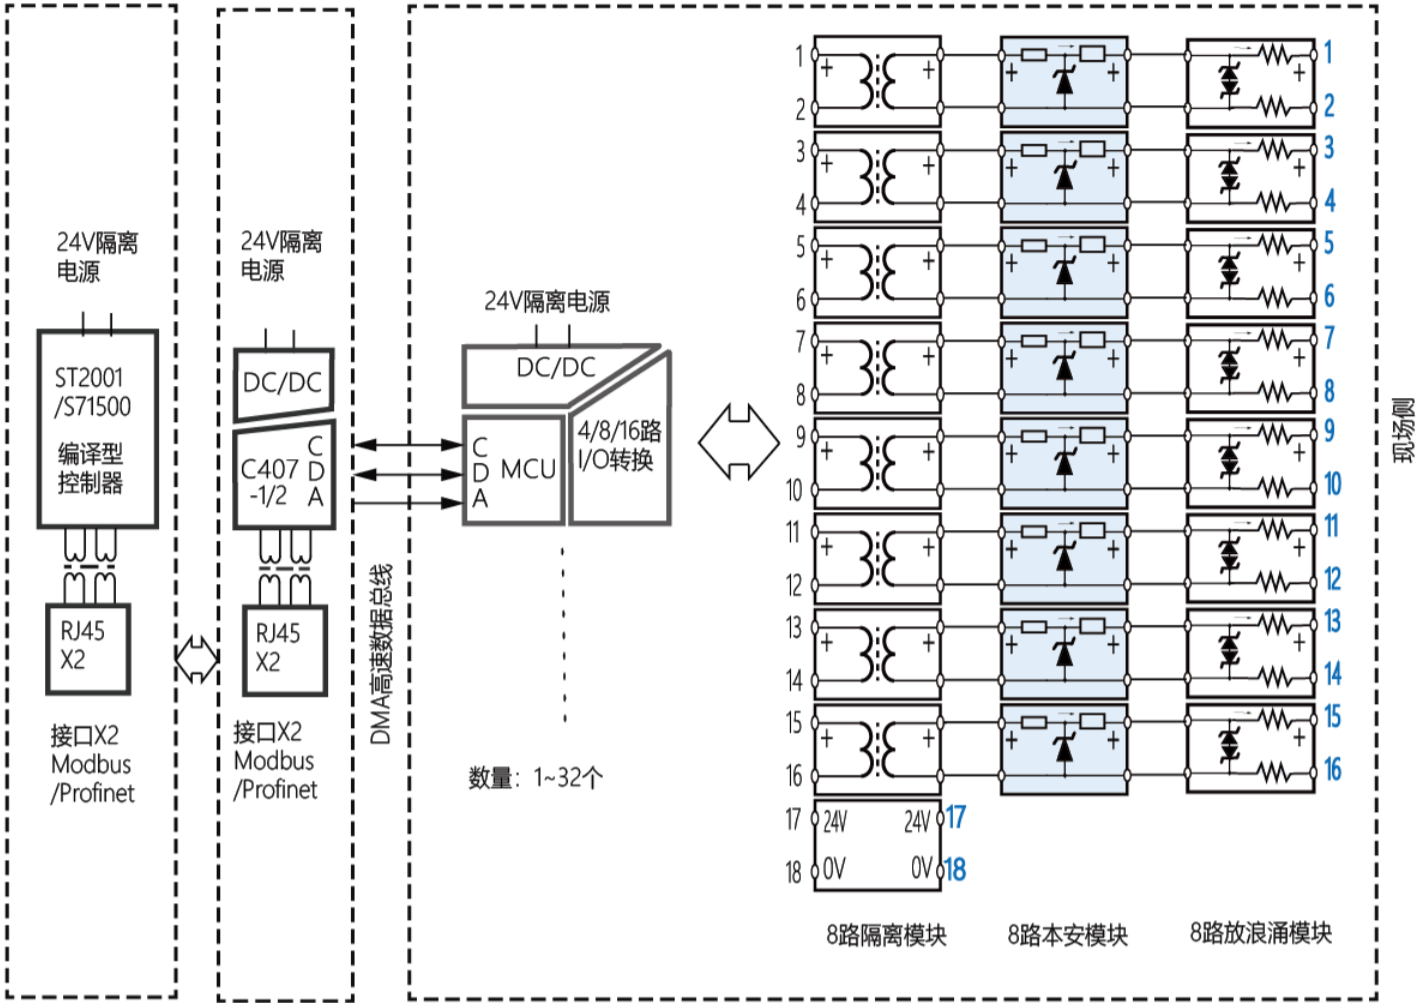 24V隔离
电源
ST2001
/S71500
编译型
控制器
RJ45
X2
接口X2
Modbus
/Profinet
24V隔离
电源
DC/DC
C407
-1/2
C
D
A
RJ45
X2
接口X2
Modbus
/Profinet
DMA高速数据总线
24V隔离电源
DC/DC
C
D
A
MCU
4/8/16路
I/O转换
数量：1~32个
1 + + + + + 1
2 2
3 + + + + + 3
4 4
5 + + + + + 5
6 6
7 + + + + + 7
8 8
9 + + + + + 9
10 10
11 + + + + + 11
12 12
13 + + + + + 13
14 14
15 + + + + + 15
16 16
17 24V 24V 17
18 0V 0V 18
8路隔离模块
8路本安模块
8路放浪涌模块
现场侧